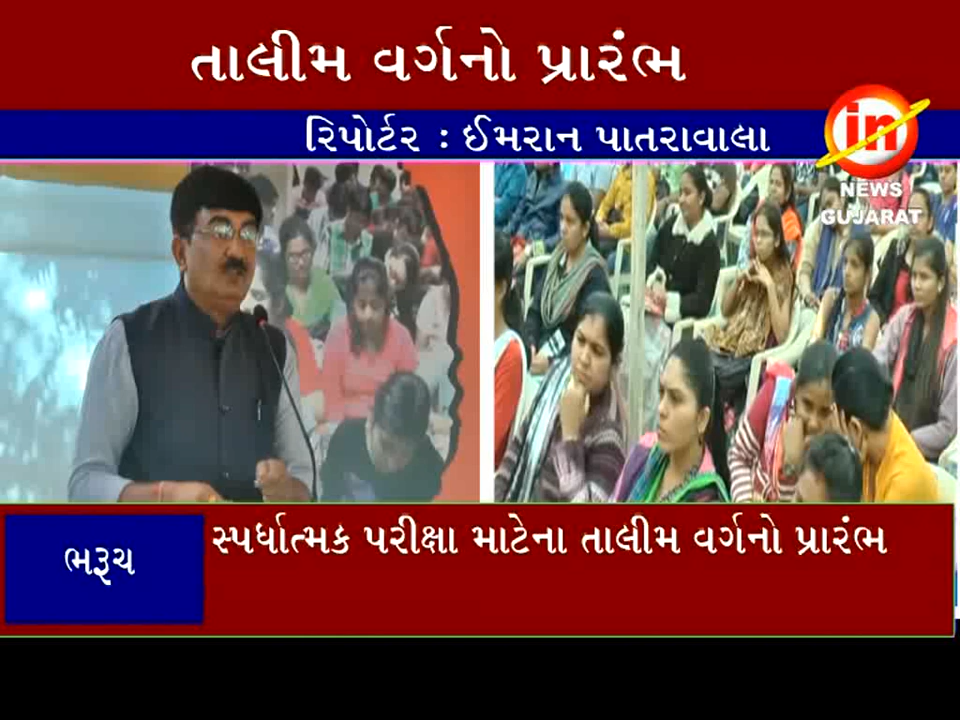 તાલીમ વર્ગનો પ્રારંભ
રિપોર્ટર : ઈમરાન પાતરાવાલા
in
NEWS
GUJARAT
ભરૂચ
સ્પર્ધાત્મક પરીક્ષા માટેના તાલીમ વર્ગનો પ્રારંભ